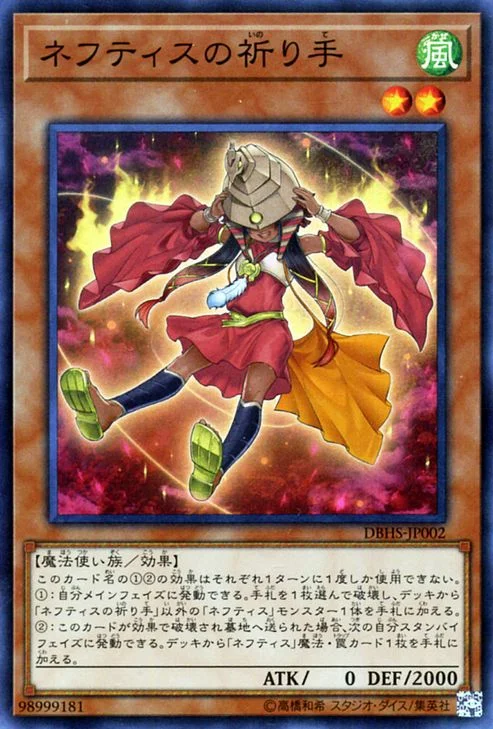 ネフティスの祈り手
風
DBHS-JP002
【魔法使い族/効果】
このカード名の①②の効果はそれぞれ1ターンに1度しか使用できない。
①:自分メインフェイズに発動できる。手札を1枚選んで破壊し、デッキから
「ネフティスの祈り手」以外の「ネフティス」モンスター1体を手札に加える。
②:このカードが効果で破壊され墓地へ送られた場合、次の自分スタンバイ
フェイズに発動できる。デッキから「ネフティス」魔法・罠カード1枚を手札に
加える。
ATK/ 0 DEF/2000
98999181 ©高橋和希 スタジオ・ダイス/集英社